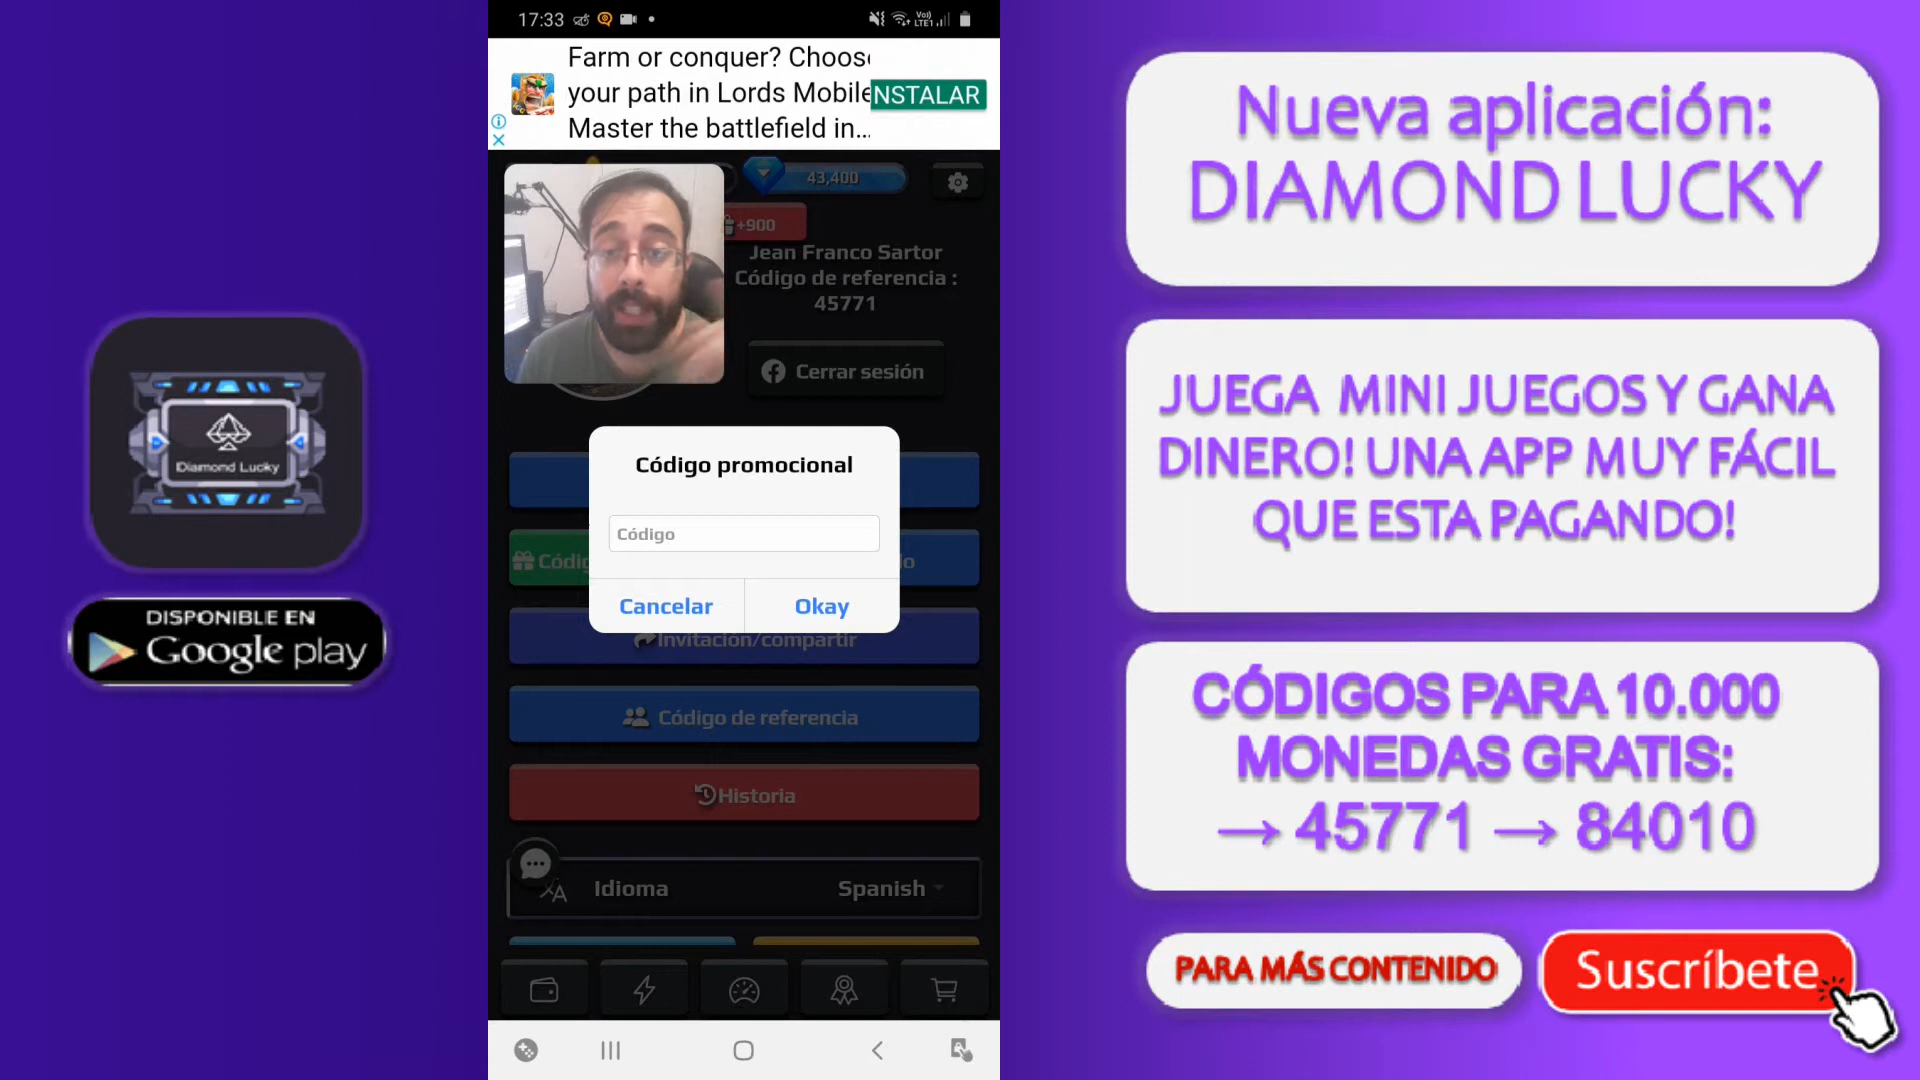 17:33
Vo)
LTE1
Farm or conquer? Choos
your path in Lords Mobile
Master the battlefield in...
NSTALAR
43,400
+900
Jean Franco Sartor
Código de referencia :
45771
Cerrar sesión
Código promocional
Código
Cancelar
Okay
Códig
Invitación/compartir
Código de referencia
Historia
Idioma
Spanish
Diamond Lucky
DISPONIBLE EN
Google play
Nueva aplicación:
DIAMOND LUCKY
JUEGA MINI JUEGOS Y GANA
DINERO! UNA APP MUY FÁCIL
QUE ESTA PAGANDO!
CÓDIGOS PARA 10.000
MONEDAS GRATIS:
→ 45771 → 84010
PARA MÁS CONTENIDO
Suscríbete